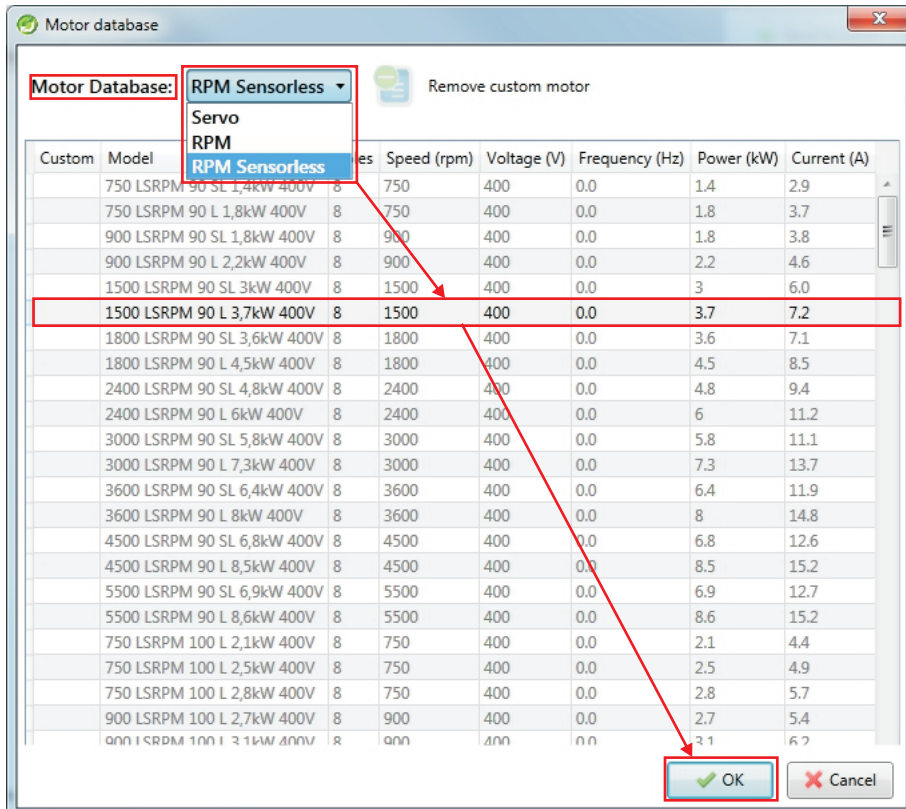 Motor database
Motor Database: RPM Sensorless Remove custom motor
Servo
RPM
RPM Sensorless
Custom Model es Speed (rpm) Voltage (V) Frequency (Hz) Power (kW) Current (A)
750 LSRPM 90 SL 1,4kW 400V 8 750 400 0.0 1.4 2.9
750 LSRPM 90 L 1,8kW 400V 8 750 400 0.0 1.8 3.7
900 LSRPM 90 SL 1,8kW 400V 8 900 400 0.0 1.8 3.8
900 LSRPM 90 L 2,2kW 400V 8 900 400 0.0 2.2 4.6
1500 LSRPM 90 SL 3kW 400V 8 1500 400 0.0 3 6.0
1500 LSRPM 90 L 3,7kW 400V 8 1500 400 0.0 3.7 7.2
1800 LSRPM 90 SL 3,6kW 400V 8 1800 400 0.0 3.6 7.1
1800 LSRPM 90 L 4,5kW 400V 8 1800 400 0.0 4.5 8.5
2400 LSRPM 90 SL 4,8kW 400V 8 2400 400 0.0 4.8 9.4
2400 LSRPM 90 L 6kW 400V 8 2400 400 0.0 6 11.2
3000 LSRPM 90 SL 5,8kW 400V 8 3000 400 0.0 5.8 11.1
3000 LSRPM 90 L 7,3kW 400V 8 3000 400 0.0 7.3 13.7
3600 LSRPM 90 SL 6,4kW 400V 8 3600 400 0.0 6.4 11.9
3600 LSRPM 90 L 8kW 400V 8 3600 400 0.0 8 14.8
4500 LSRPM 90 SL 6,8kW 400V 8 4500 400 0.0 6.8 12.6
4500 LSRPM 90 L 8,5kW 400V 8 4500 400 0.0 8.5 15.2
5500 LSRPM 90 SL 6,9kW 400V 8 5500 400 0.0 6.9 12.7
5500 LSRPM 90 L 8,6kW 400V 8 5500 400 0.0 8.6 15.2
750 LSRPM 100 L 2,1kW 400V 8 750 400 0.0 2.1 4.4
750 LSRPM 100 L 2,5kW 400V 8 750 400 0.0 2.5 4.9
750 LSRPM 100 L 2,8kW 400V 8 750 400 0.0 2.8 5.7
900 LSRPM 100 L 2,7kW 400V 8 900 400 0.0 2.7 5.4
900 LSRPM 100 L 3,1kW 400V 8 900 400 0.0 3.1 6.2
OK Cancel